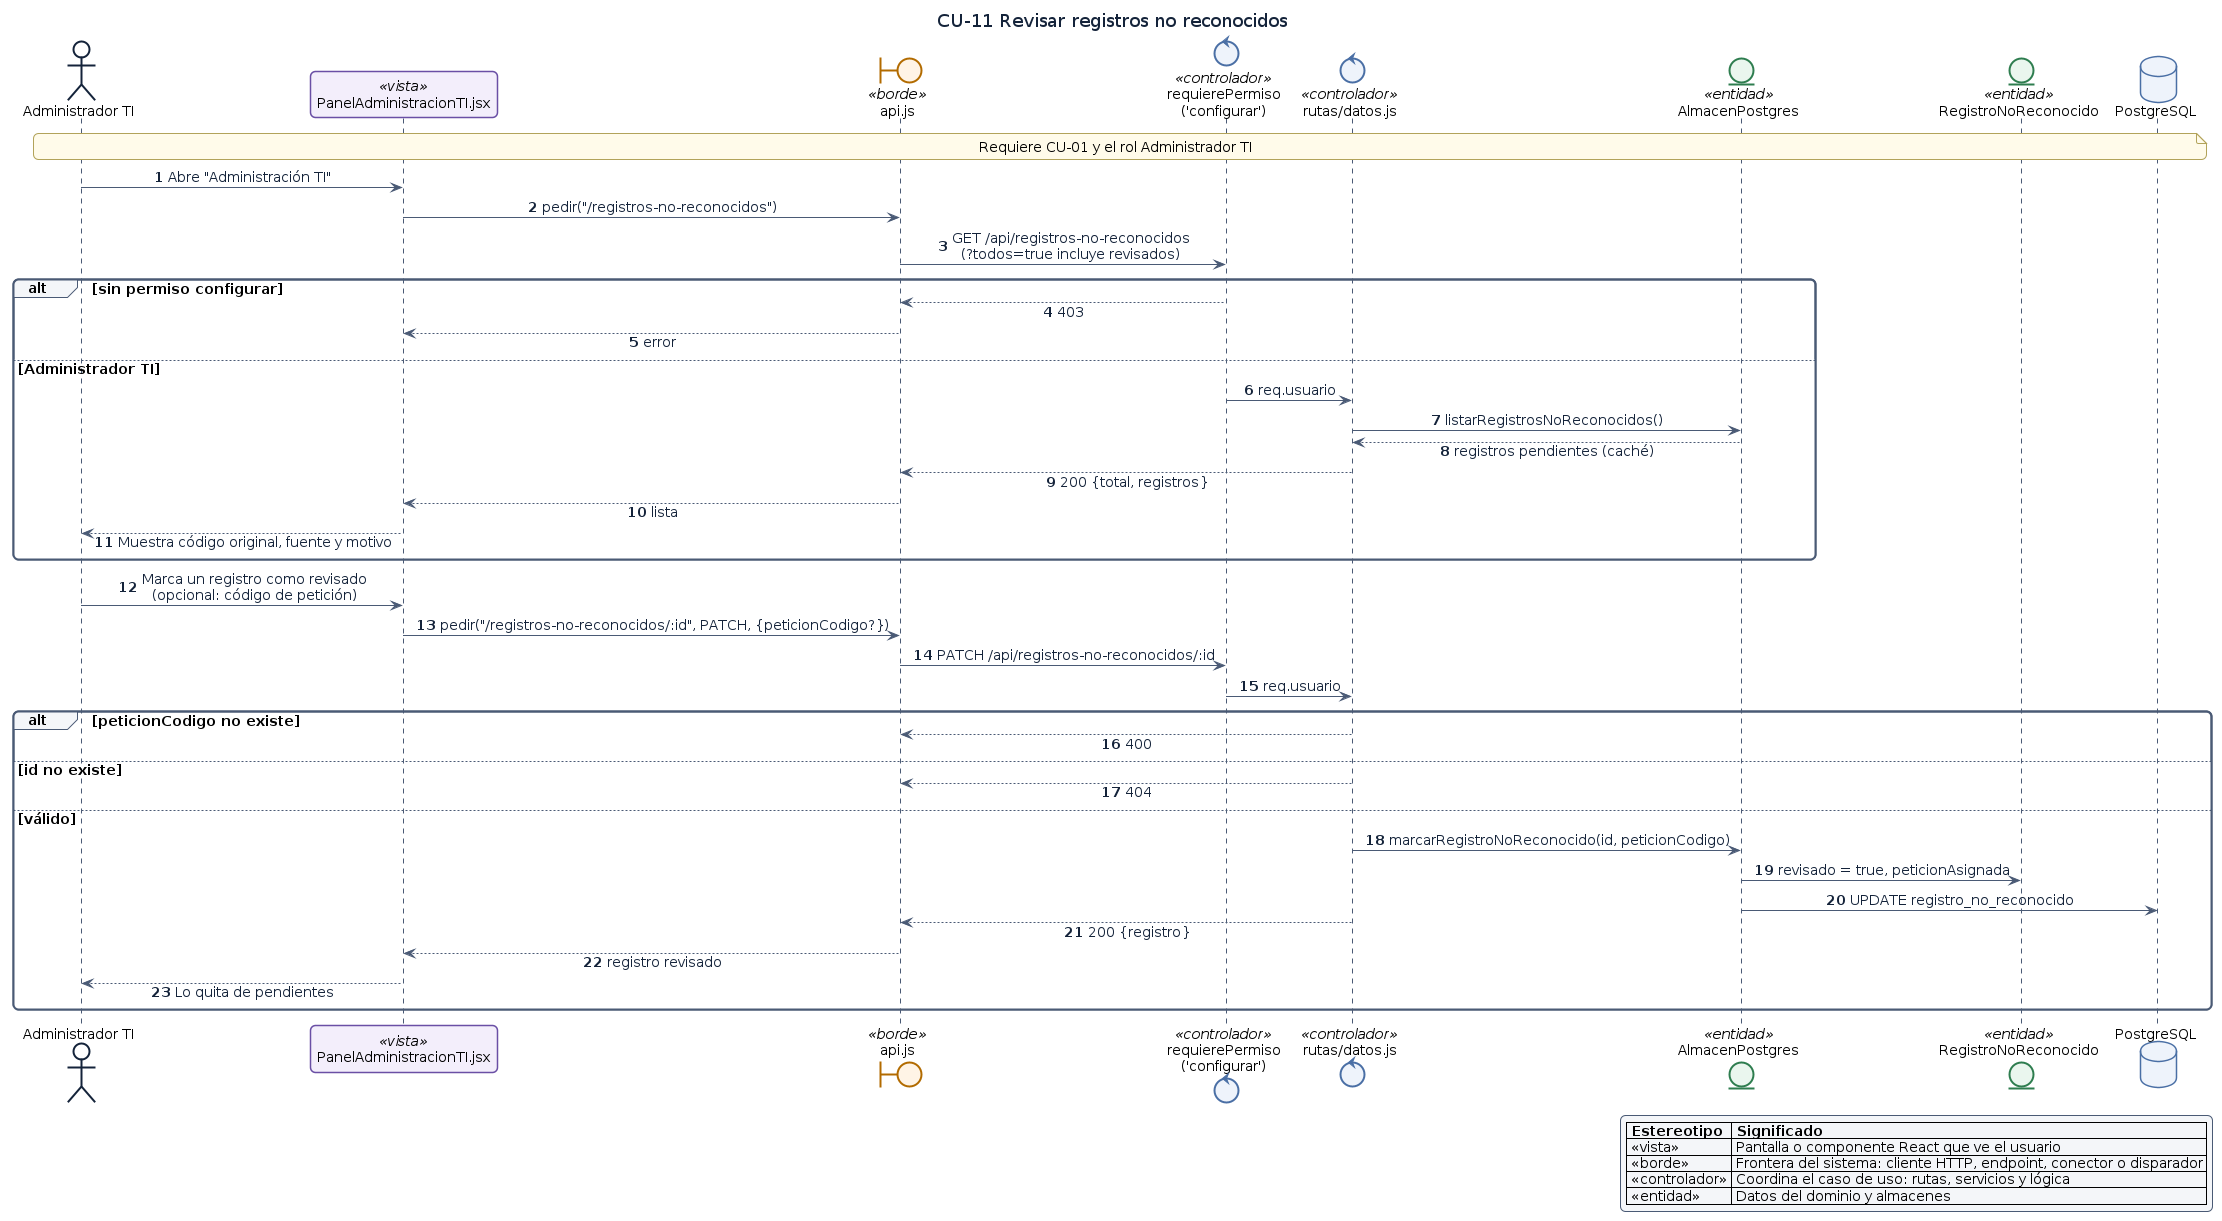 CU-11 Revisar registros no reconocidos
Administrador TI
«vista»
PanelAdministracionTI.jsx
«borde»
api.js
«controlador»
requierePermiso
('configurar')
«controlador»
rutas/datos.js
«entidad»
AlmacenPostgres
«entidad»
RegistroNoReconocido
PostgreSQL
Requiere CU-01 y el rol Administrador TI
1 Abre "Administración TI"
2 pedir("/registros-no-reconocidos")
3 GET /api/registros-no-reconocidos
(?todos=true incluye revisados)
alt [sin permiso configurar]
4 403
5 error
[Administrador TI]
6 req.usuario
7 listarRegistrosNoReconocidos()
8 registros pendientes (caché)
9 200 {total, registros}
10 lista
11 Muestra código original, fuente y motivo
12 Marca un registro como revisado
(opcional: código de petición)
13 pedir("/registros-no-reconocidos/:id", PATCH, {peticionCodigo?})
14 PATCH /api/registros-no-reconocidos/:id
15 req.usuario
alt [peticionCodigo no existe]
16 400
[id no existe]
17 404
[válido]
18 marcarRegistroNoReconocido(id, peticionCodigo)
19 revisado = true, peticionAsignada
20 UPDATE registro_no_reconocido
21 200 {registro}
22 registro revisado
23 Lo quita de pendientes
Administrador TI
«vista»
PanelAdministracionTI.jsx
«borde»
api.js
«controlador»
requierePermiso
('configurar')
«controlador»
rutas/datos.js
«entidad»
AlmacenPostgres
«entidad»
RegistroNoReconocido
PostgreSQL
Estereotipo Significado
«vista» Pantalla o componente React que ve el usuario
«borde» Frontera del sistema: cliente HTTP, endpoint, conector o disparador
«controlador» Coordina el caso de uso: rutas, servicios y lógica
«entidad» Datos del dominio y almacenes